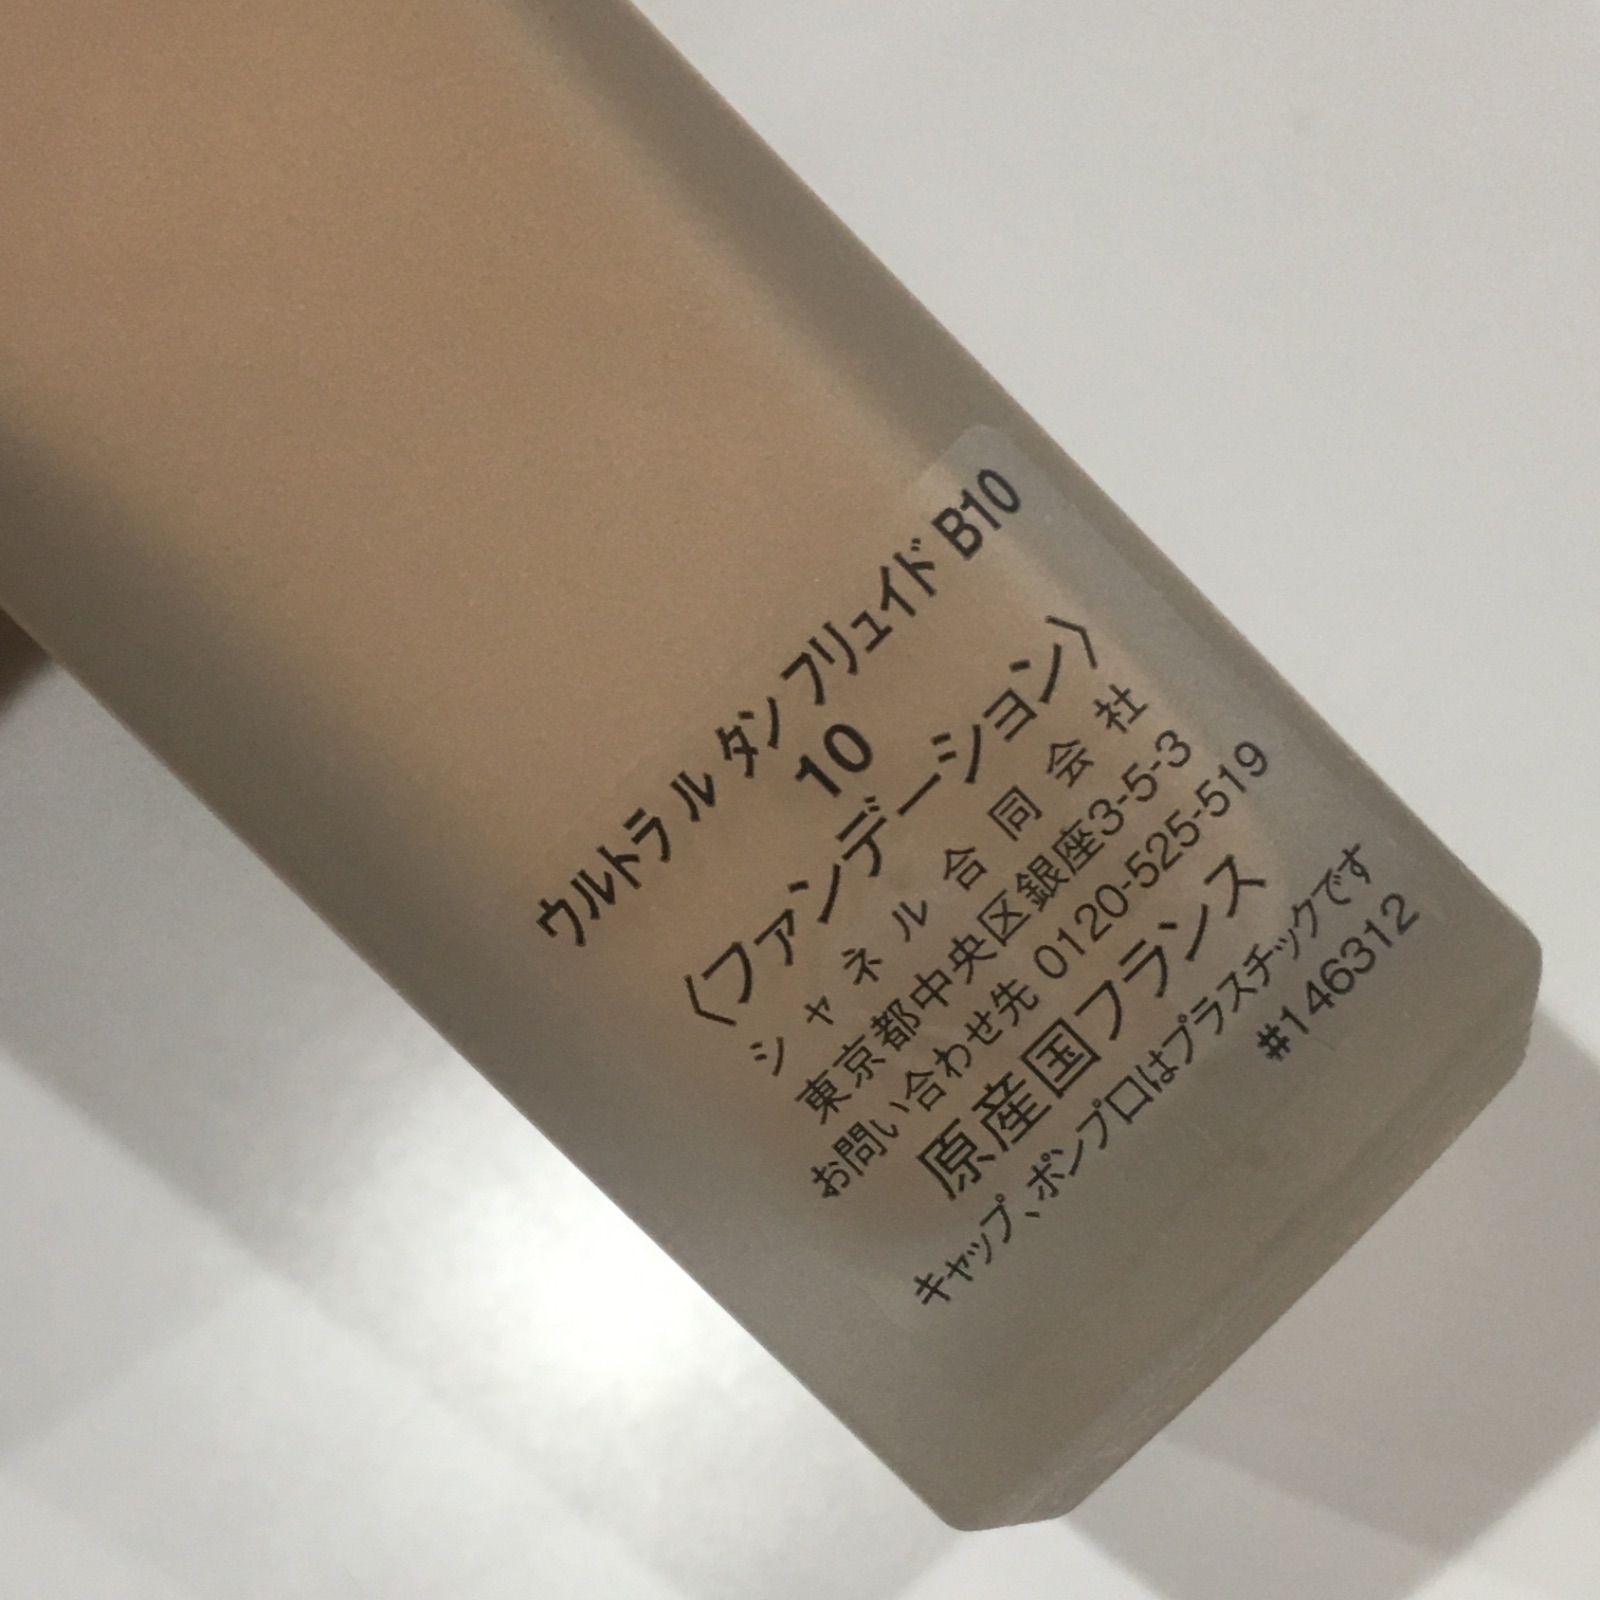 ウルトラ ル タン フリュイド B10
10
〈ファンデーション〉
シャネル合同会社
東京都中央区銀座3-5-3
お問い合わせ先 0120-525-519
原産国フランス
キャップ、ポンプ口はプラスチックです
#146312